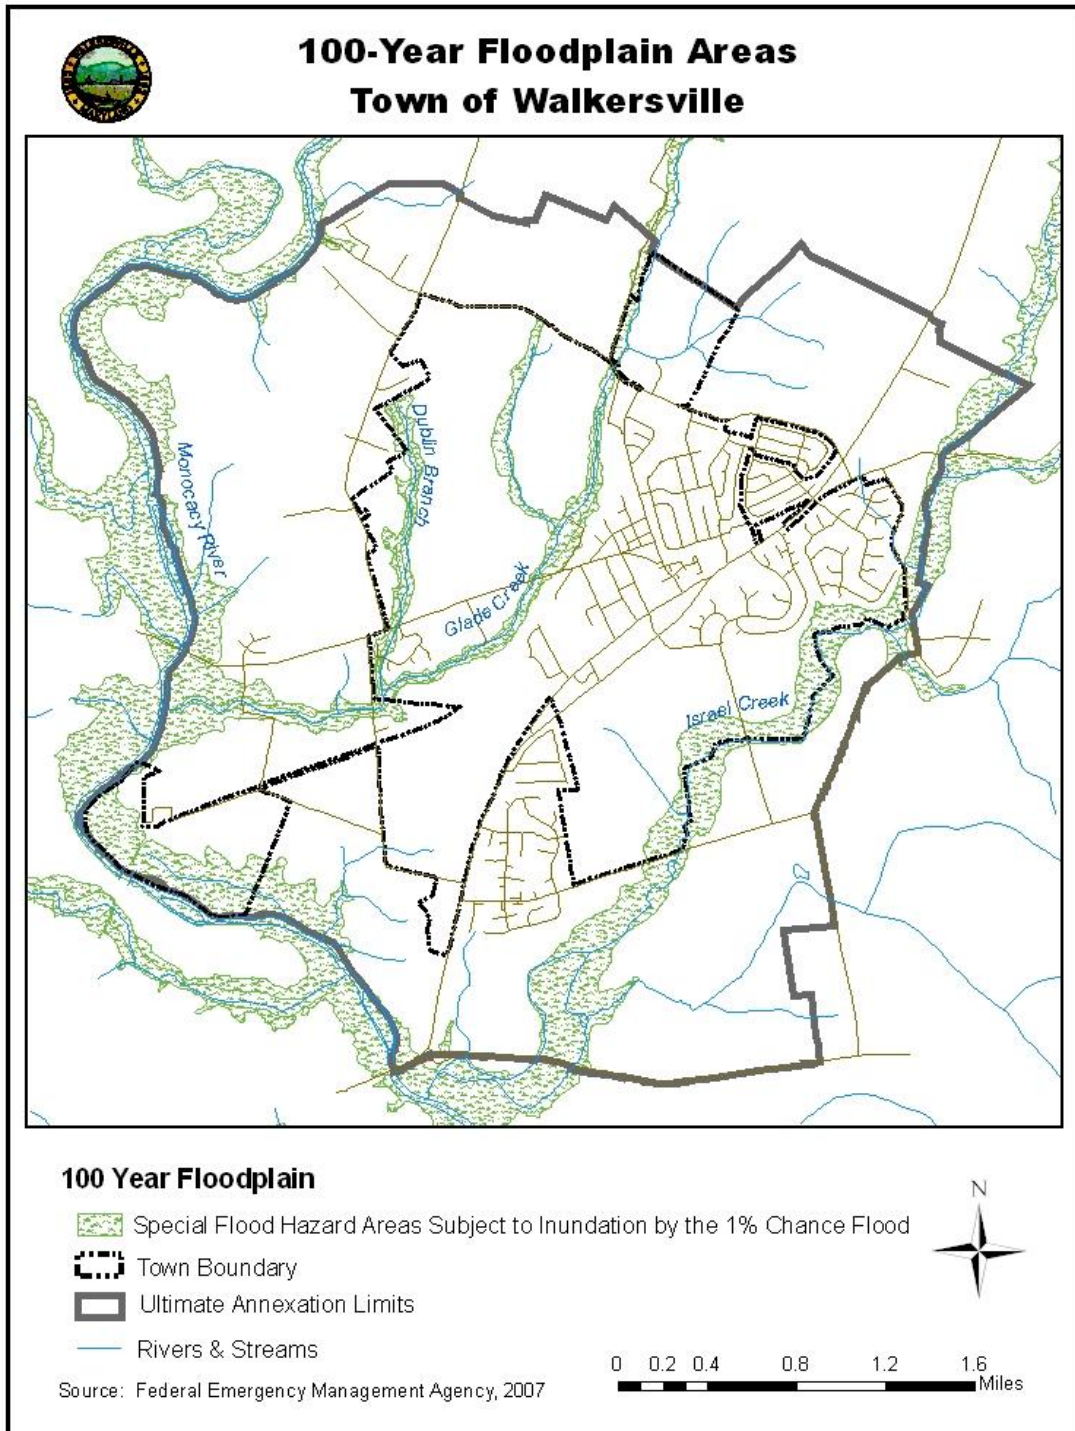 100-Year Floodplain Areas
Town of Walkersville
MARYLAND
Dublin Branch
Monocacy River
Glade Creek
Israel Creek
100 Year Floodplain
Special Flood Hazard Areas Subject to Inundation by the 1% Chance Flood
Town Boundary
Ultimate Annexation Limits
Rivers & Streams
Source: Federal Emergency Management Agency, 2007
N
0 0.2 0.4 0.8 1.2 1.6
Miles